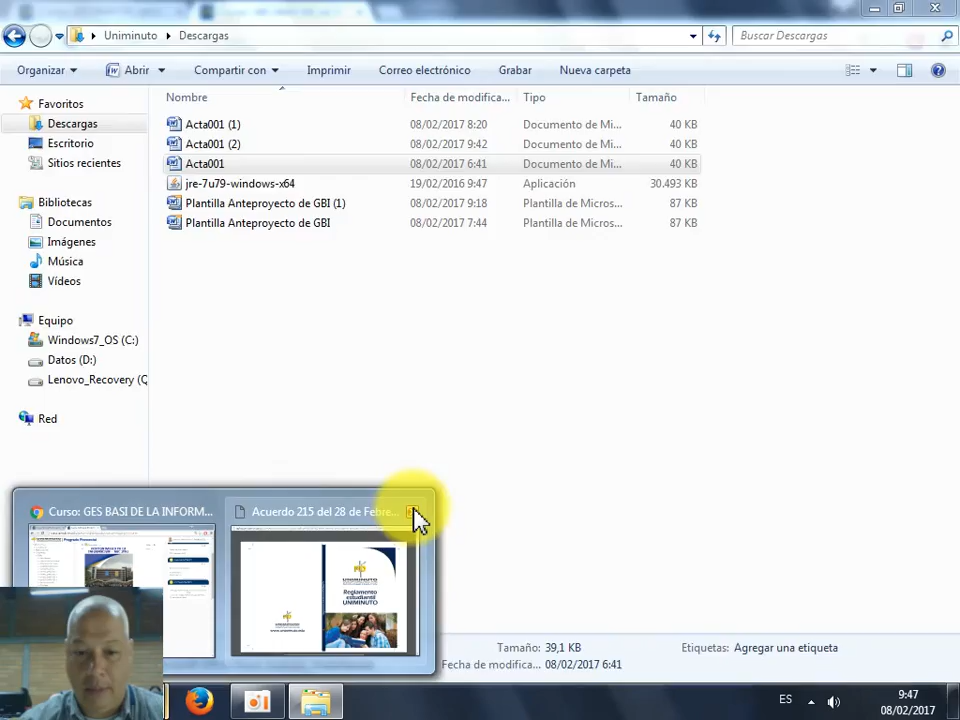 Uniminuto
Descargas
Buscar Descargas
Organizar
Abrir
Compartir con
Imprimir
Correo electrónico
Grabar
Nueva carpeta
Nombre
Fecha de modifica...
Tipo
Tamaño
Favoritos
Descargas
Escritorio
Sitios recientes
Bibliotecas
Documentos
Imágenes
Música
Vídeos
Equipo
Windows7_OS (C:)
Datos (D:)
Lenovo_Recovery (Q
Red
Acta001 (1) 08/02/2017 8:20 Documento de Mi... 40 KB
Acta001 (2) 08/02/2017 9:42 Documento de Mi... 40 KB
Acta001 08/02/2017 6:41 Documento de Mi... 40 KB
jre-7u79-windows-x64 19/02/2016 9:47 Aplicación 30.493 KB
Plantilla Anteproyecto de GBI (1) 08/02/2017 9:18 Plantilla de Micros... 87 KB
Plantilla Anteproyecto de GBI 08/02/2017 7:44 Plantilla de Micros... 87 KB
Curso: GES BASI DE LA INFORM...
Acuerdo 215 del 28 de Febre...
UNIMINUTO
Reglamento
estudiantil
UNIMINUTO
Tamaño: 39,1 KB
Etiquetas: Agregar una etiqueta
Fecha de modificac... 08/02/2017 6:41
ES
9:47
08/02/2017